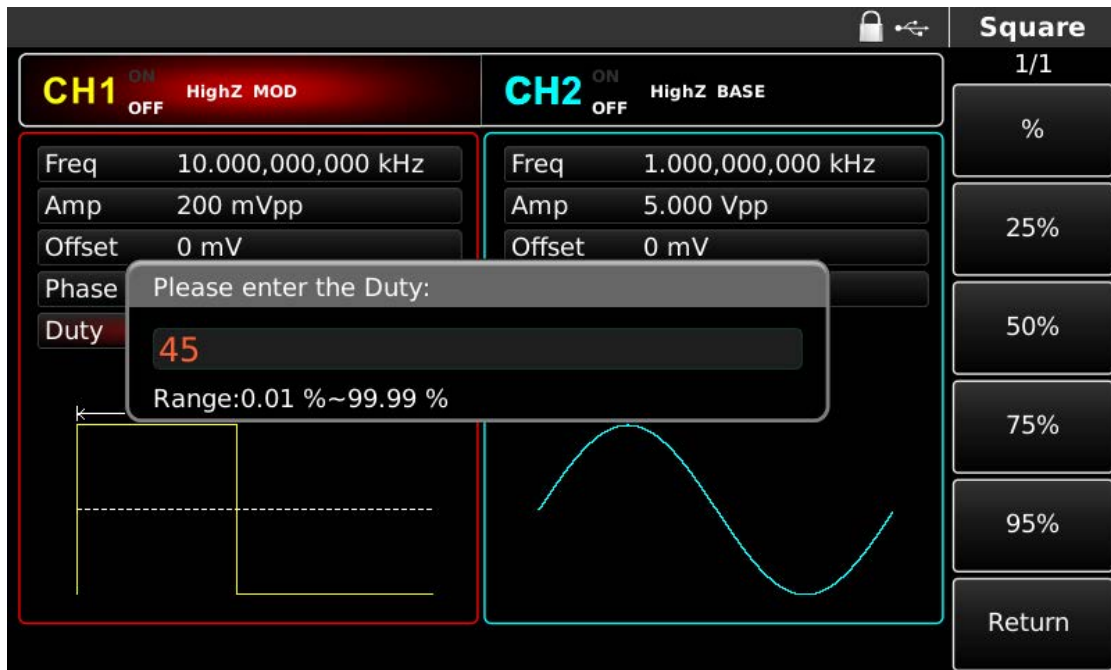 Square
1/1
CH1 ON OFF HighZ MOD
CH2 ON OFF HighZ BASE
Freq 10.000,000,000 kHz
Amp 200 mVpp
Offset 0 mV
Phase
Duty
Freq 1.000,000,000 kHz
Amp 5.000 Vpp
Offset 0 mV
Please enter the Duty:
45
Range:0.01 %~99.99 %
%
25%
50%
75%
95%
Return